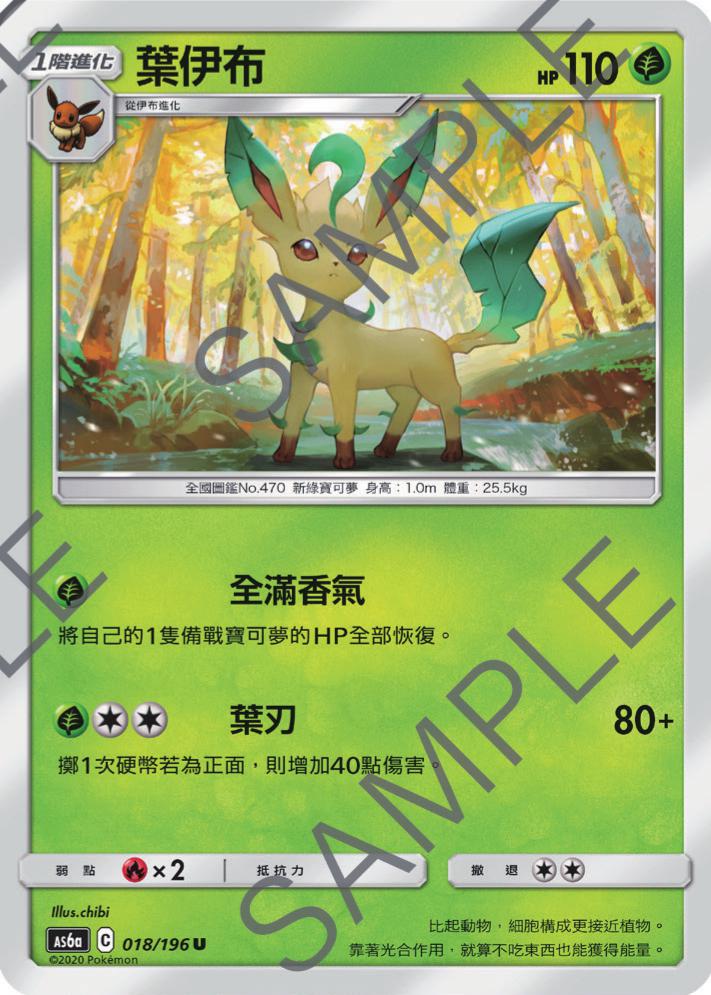 1階進化 葉伊布 HP 110
從伊布進化
全國圖鑑No.470 新綠寶可夢 身高：1.0m 體重：25.5kg
全滿香氣
將自己的1隻備戰寶可夢的HP全部恢復。
葉刃 80+
擲1次硬幣若為正面，則增加40點傷害。
弱點 ×2 抵抗力 撤退
Illus.chibi
AS6a C 018/196 U
©2020 Pokémon
比起動物，細胞構成更接近植物。
靠著光合作用，就算不吃東西也能獲得能量。
SAMPLE
SAMPLE